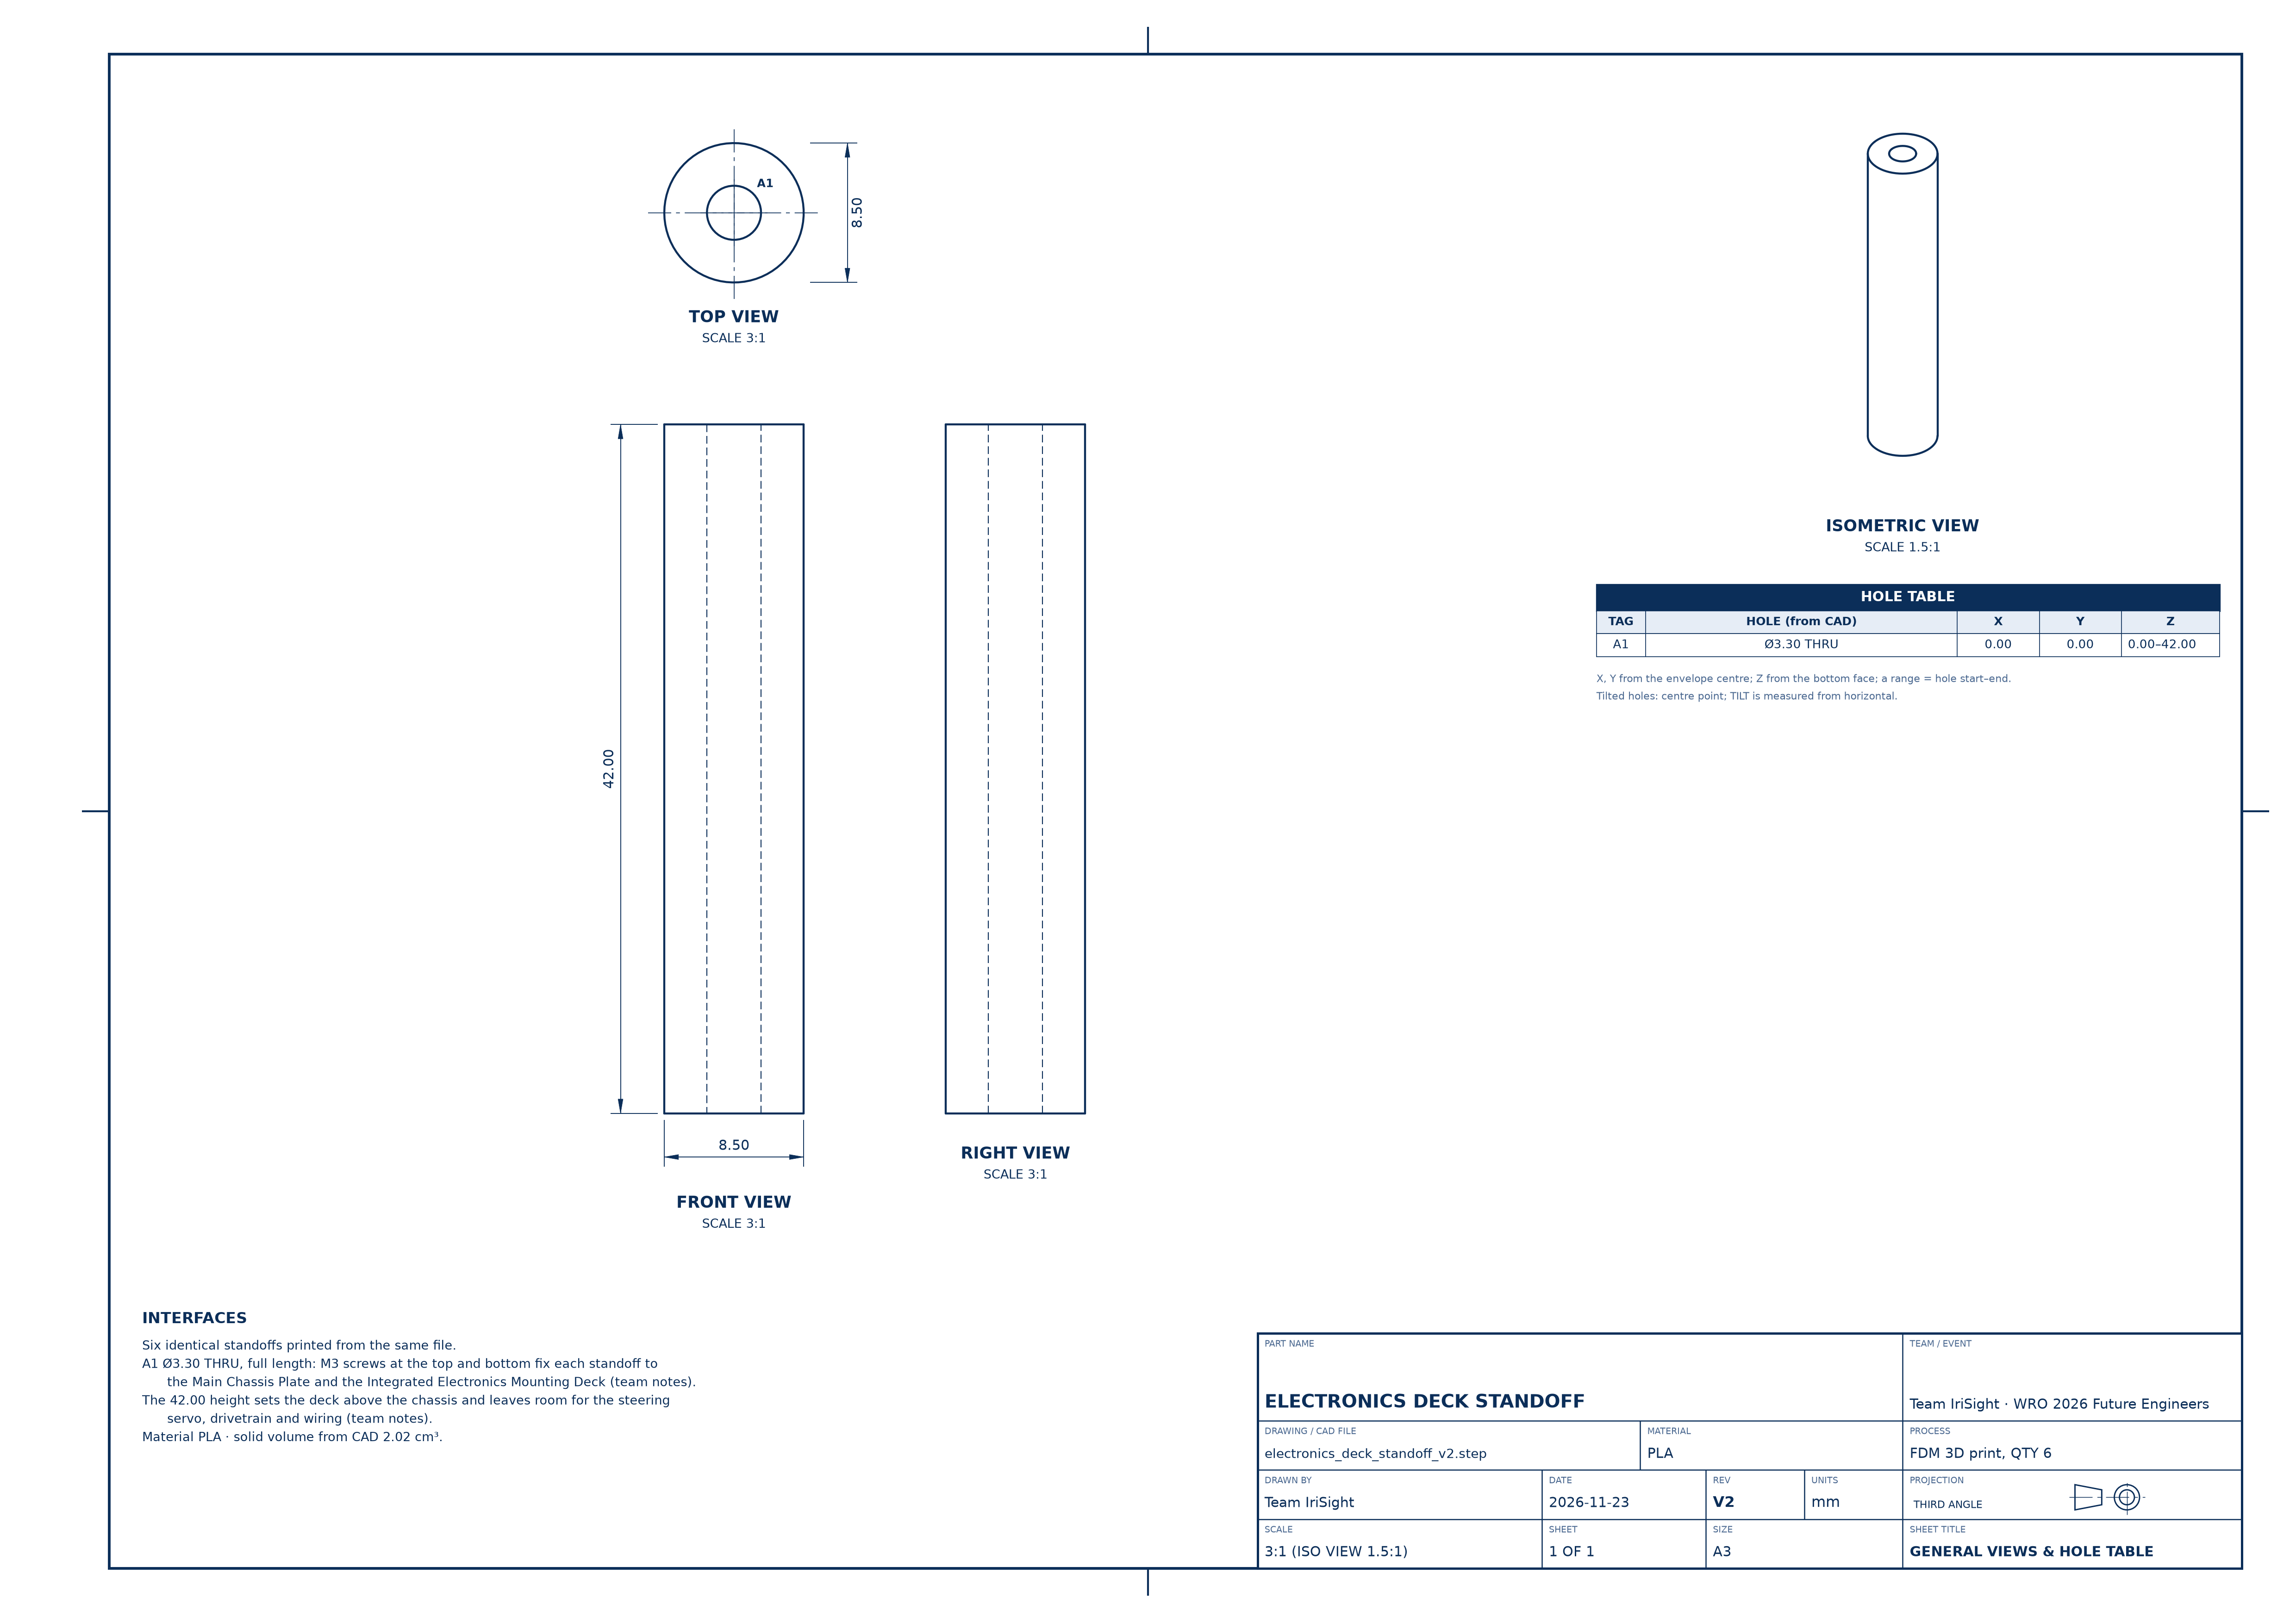 A1
8.50
TOP VIEW
SCALE 3:1
42.00
8.50
FRONT VIEW
SCALE 3:1
RIGHT VIEW
SCALE 3:1
ISOMETRIC VIEW
SCALE 1.5:1
HOLE TABLE
TAG HOLE (from CAD) X Y Z
A1 Ø3.30 THRU 0.00 0.00 0.00–42.00
X, Y from the envelope centre; Z from the bottom face; a range = hole start–end.
Tilted holes: centre point; TILT is measured from horizontal.
INTERFACES
Six identical standoffs printed from the same file.
A1 Ø3.30 THRU, full length: M3 screws at the top and bottom fix each standoff to
the Main Chassis Plate and the Integrated Electronics Mounting Deck (team notes).
The 42.00 height sets the deck above the chassis and leaves room for the steering
servo, drivetrain and wiring (team notes).
Material PLA · solid volume from CAD 2.02 cm³.
PART NAME
ELECTRONICS DECK STANDOFF
TEAM / EVENT
Team IriSight · WRO 2026 Future Engineers
DRAWING / CAD FILE
electronics_deck_standoff_v2.step
MATERIAL
PLA
PROCESS
FDM 3D print, QTY 6
DRAWN BY
Team IriSight
DATE
2026-11-23
REV
V2
UNITS
mm
PROJECTION
THIRD ANGLE
SCALE
3:1 (ISO VIEW 1.5:1)
SHEET
1 OF 1
SIZE
A3
SHEET TITLE
GENERAL VIEWS & HOLE TABLE